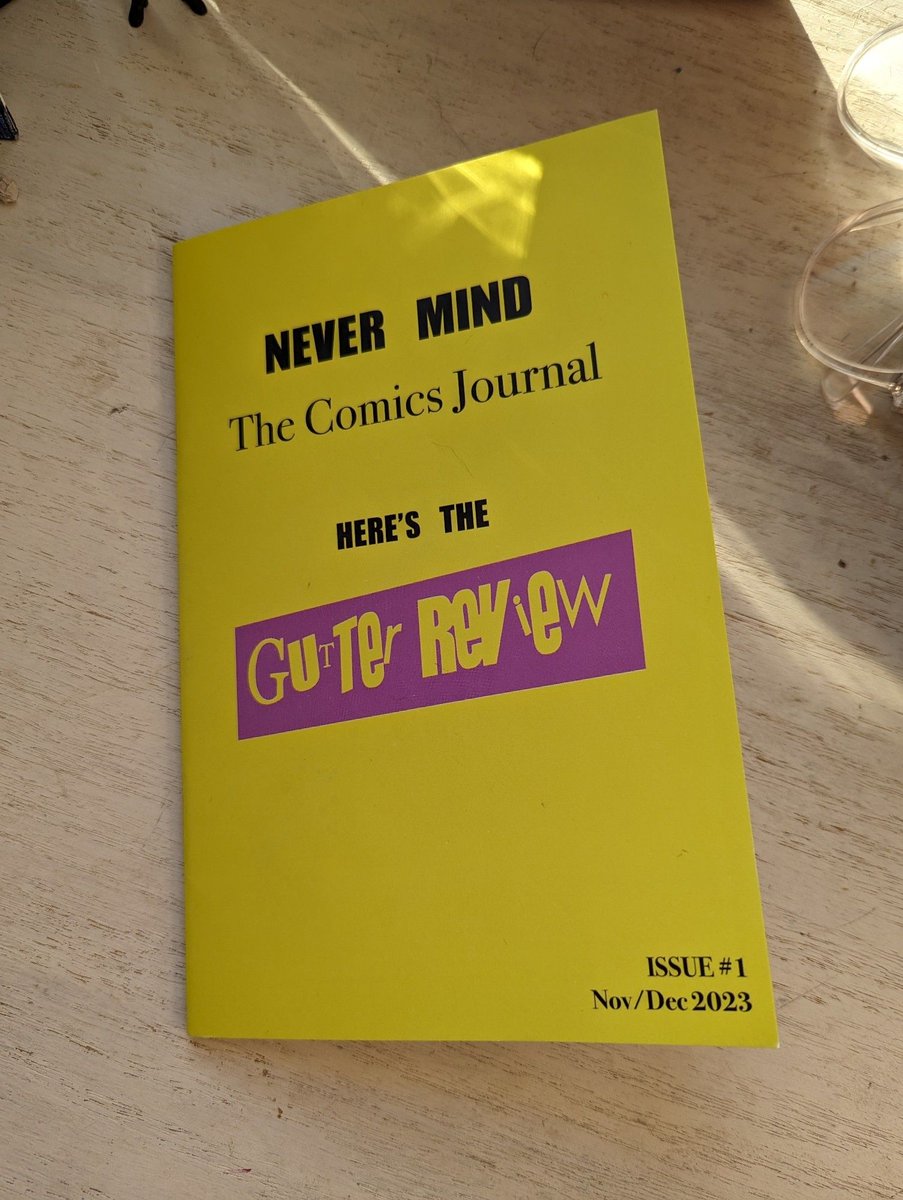 NEVER MIND
The Comics Journal
HERE'S THE
GuTTer ReVieW
ISSUE #1
Nov/Dec 2023